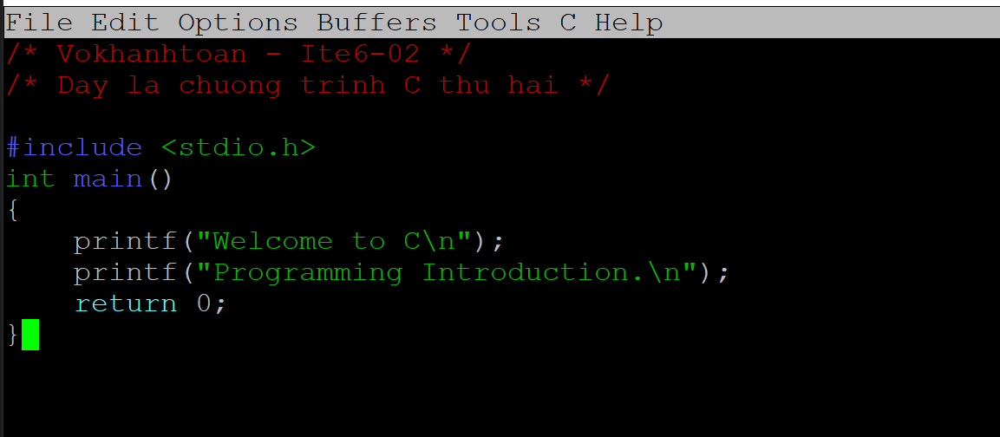 File Edit Options Buffers Tools C Help
/* Vokhanhtoan - Ite6-02 */
/* Day la chuong trinh C thu hai */
#include <stdio.h>
int main()
{
    printf("Welcome to C\n");
    printf("Programming Introduction.\n");
    return 0;
}